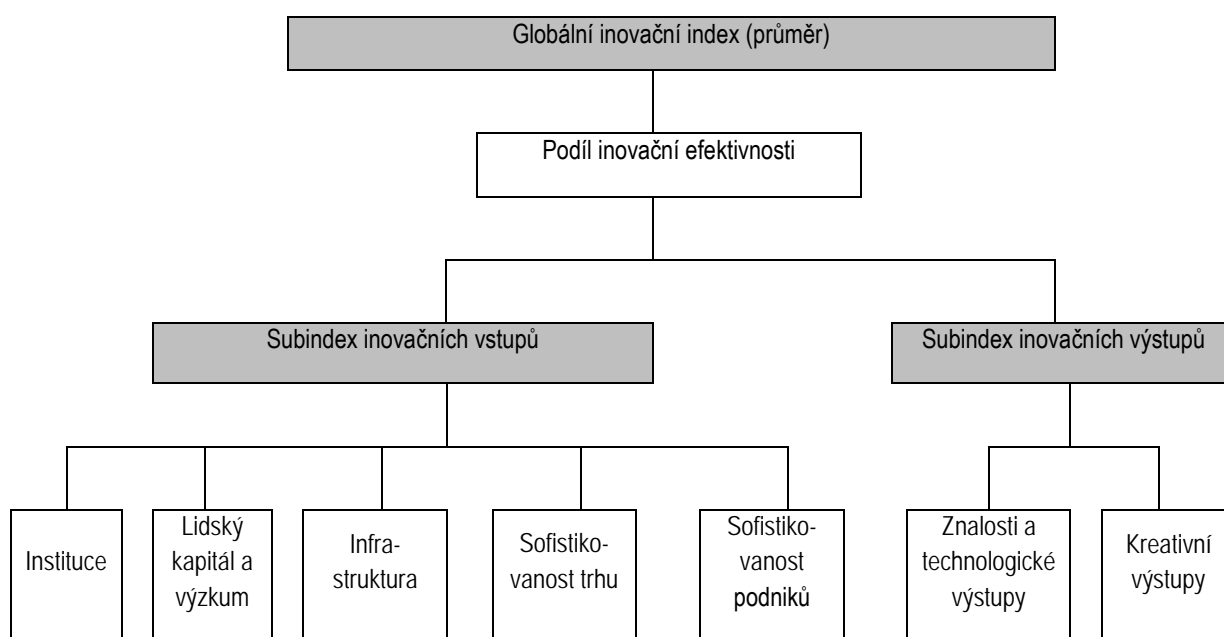 Globální inovační index (průměr)
Podíl inovační efektivnosti
Subindex inovačních vstupů
Subindex inovačních výstupů
Instituce
Lidský
kapitál a
výzkum
Infra-
struktura
Sofistiko-
vanost trhu
Sofistiko-
vanost
podniků
Znalosti a
technologické
výstupy
Kreativní
výstupy